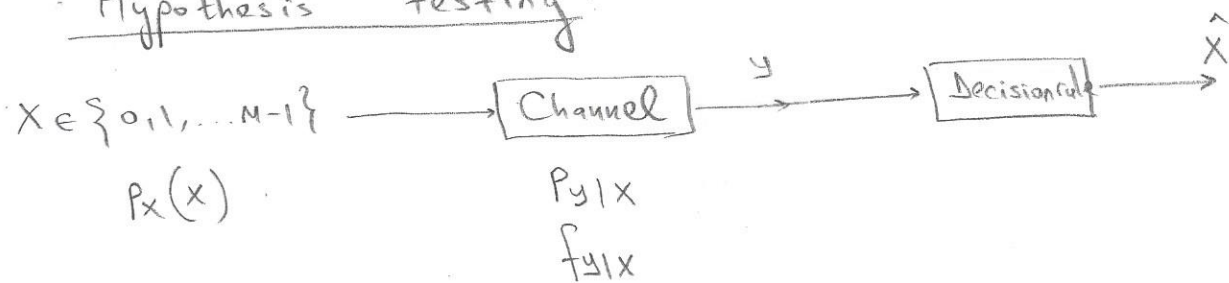 Hypothesis testing
y
X̂
X ∈ {0,1,...M-1} Channel Decision rule
Px(x) Py|x
fy|x